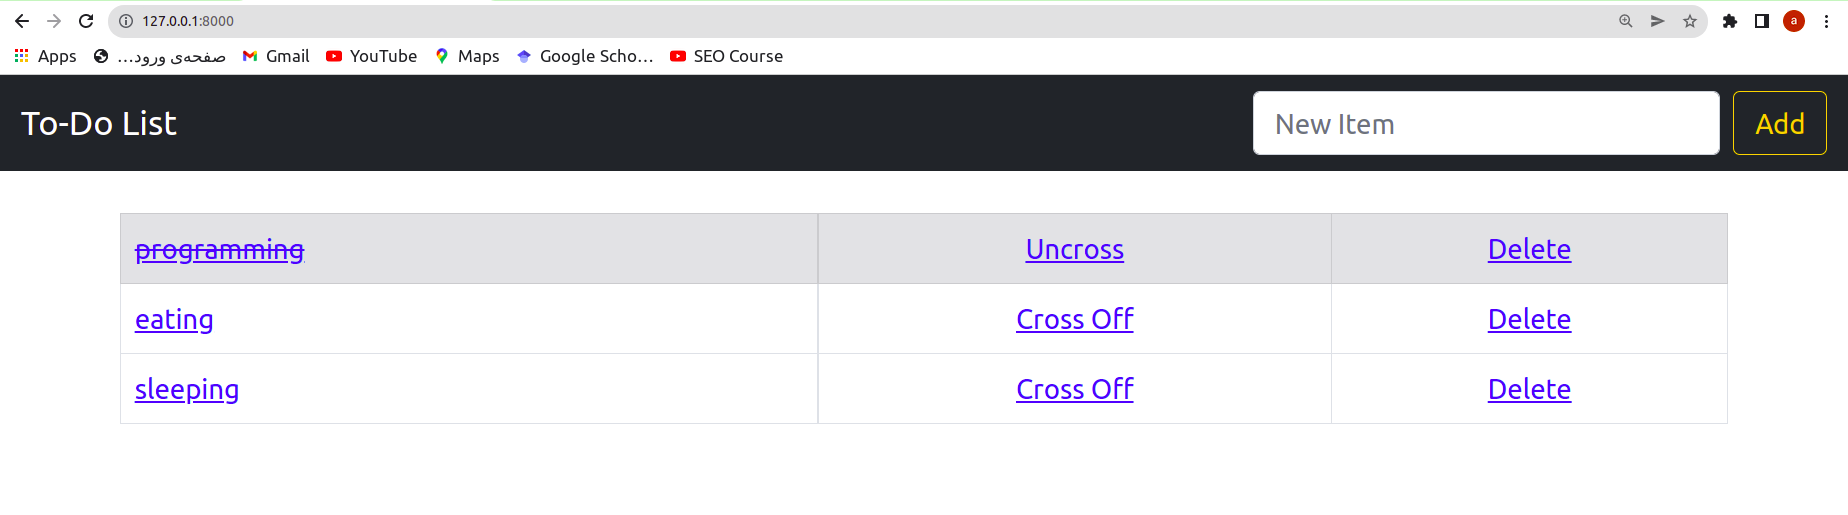 127.0.0.1:8000
a
Apps صفحه‌ی ورود... Gmail YouTube Maps Google Scho... SEO Course
To-Do List New Item Add
programming Uncross Delete
eating Cross Off Delete
sleeping Cross Off Delete